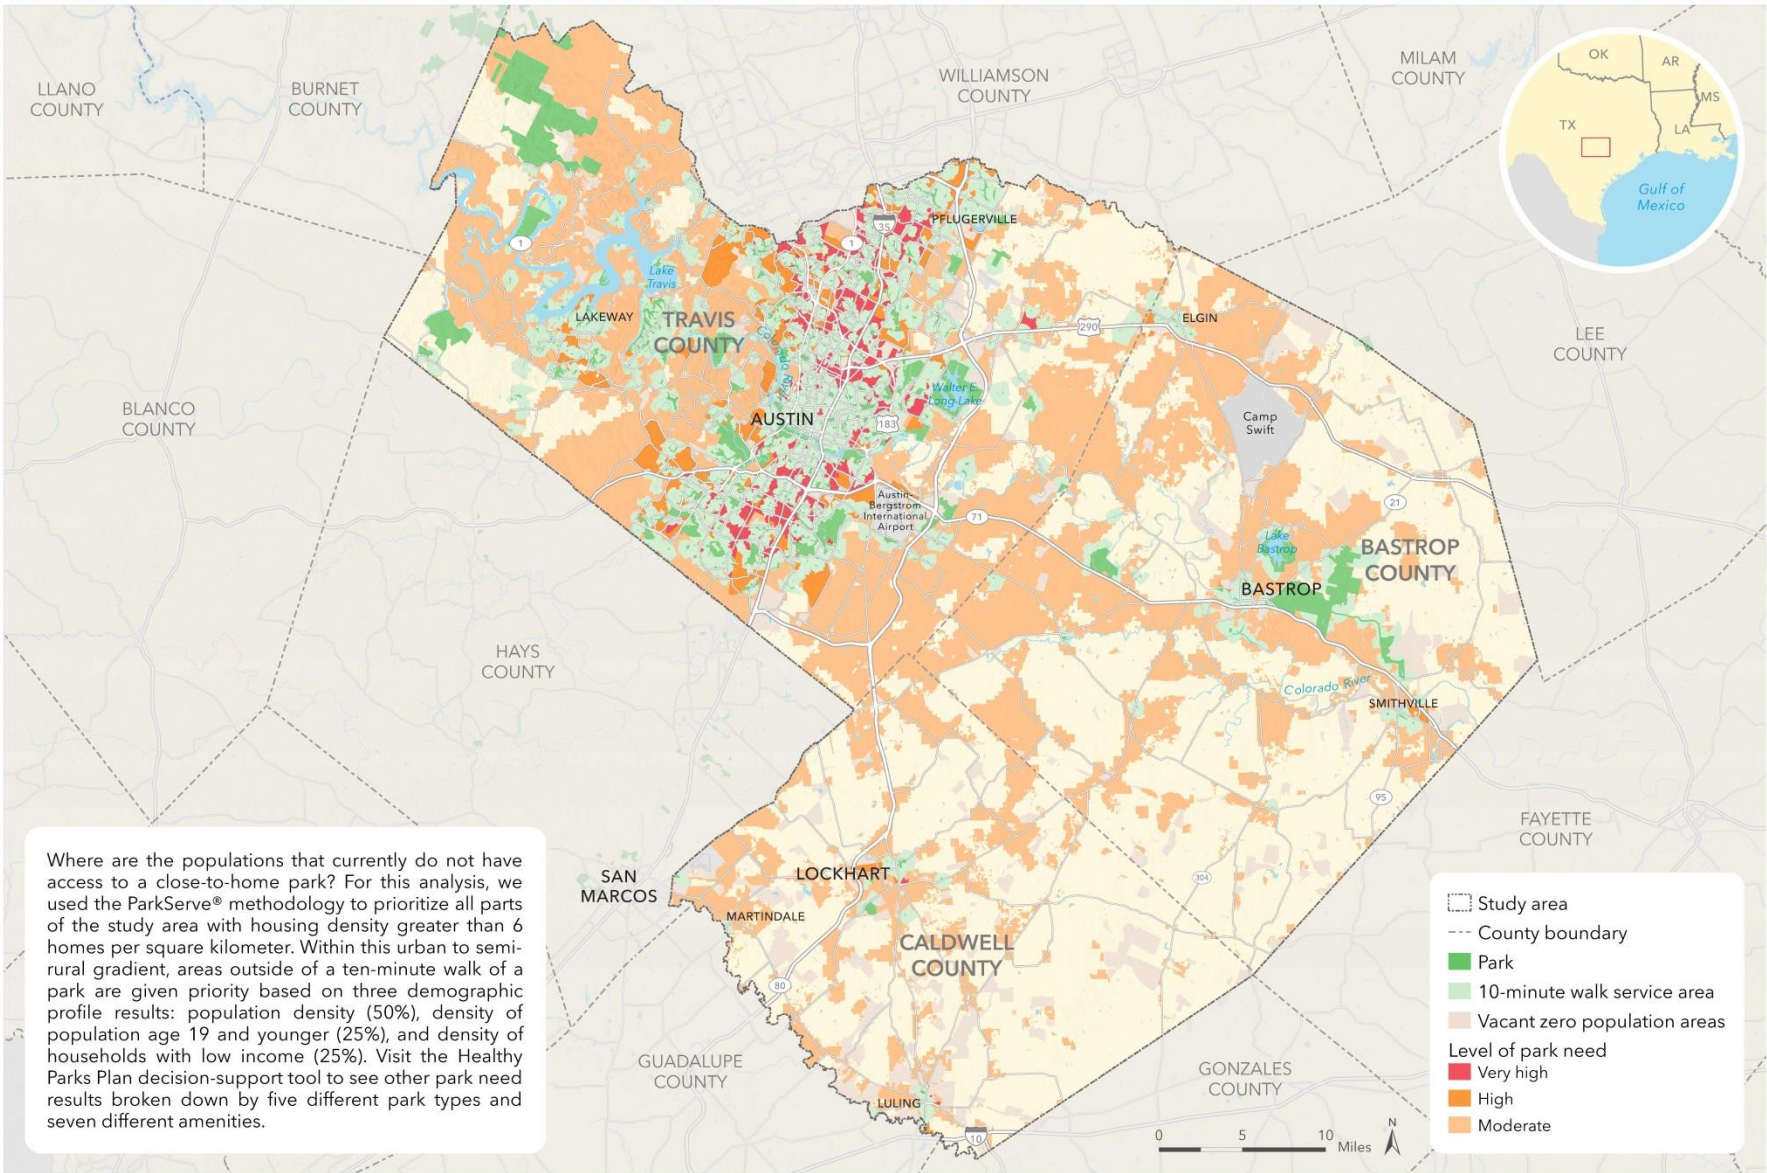 LLANO
COUNTY
BURNET
COUNTY
WILLIAMSON
COUNTY
MILAM
COUNTY
OK
AR
MS
TX
LA
Gulf of
Mexico
35
PFLUGERVILLE
1
1
Lake
Travis
LAKEWAY
TRAVIS
COUNTY
Colorado River
290
ELGIN
LEE
COUNTY
Walter E.
Long Lake
BLANCO
COUNTY
AUSTIN
183
Camp
Swift
Austin-
Bergstrom
International
Airport
71
21
Lake
Bastrop
BASTROP
COUNTY
BASTROP
HAYS
COUNTY
Colorado River
SMITHVILLE
95
FAYETTE
COUNTY
SAN
MARCOS
LOCKHART
MARTINDALE
304
CALDWELL
COUNTY
80
GUADALUPE
COUNTY
GONZALES
COUNTY
LULING
10
Where are the populations that currently do not have
access to a close-to-home park? For this analysis, we
used the ParkServe® methodology to prioritize all parts
of the study area with housing density greater than 6
homes per square kilometer. Within this urban to semi-
rural gradient, areas outside of a ten-minute walk of a
park are given priority based on three demographic
profile results: population density (50%), density of
population age 19 and younger (25%), and density of
households with low income (25%). Visit the Healthy
Parks Plan decision-support tool to see other park need
results broken down by five different park types and
seven different amenities.
Study area
County boundary
Park
10-minute walk service area
Vacant zero population areas
Level of park need
Very high
High
Moderate
0 5 10 Miles
N